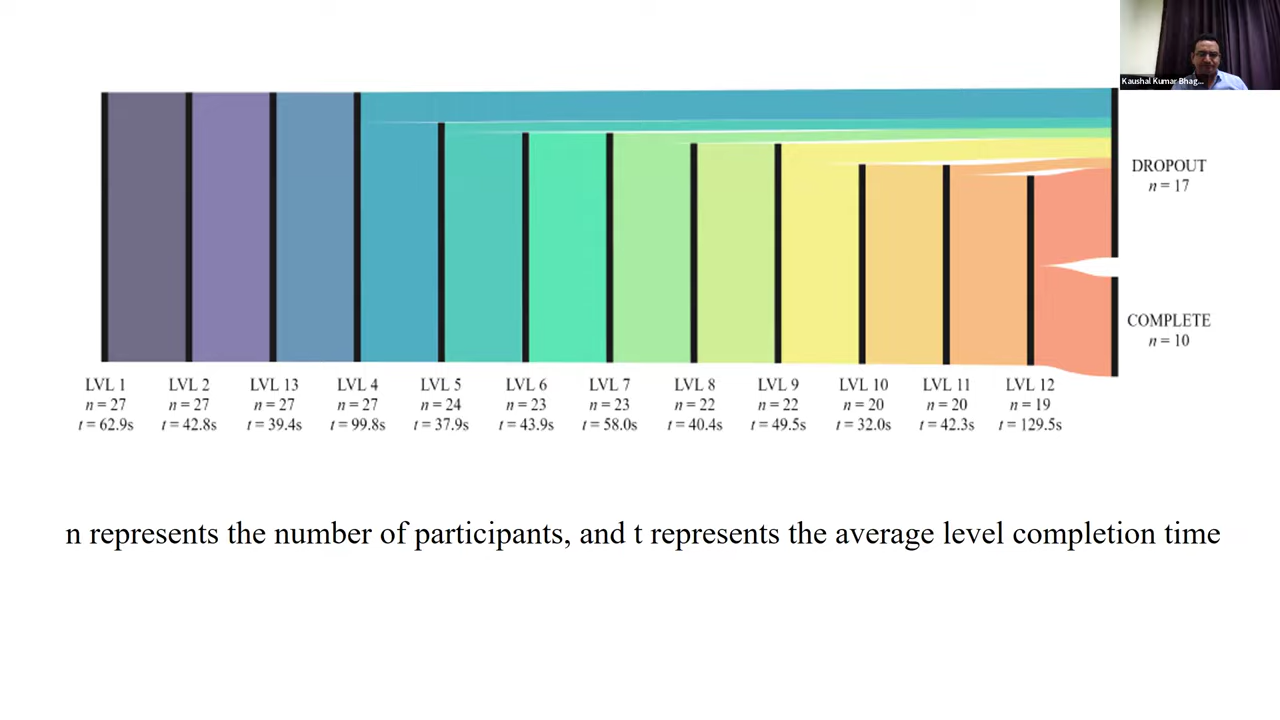 Kaushal Kumar Bhag...
DROPOUT
n = 17
COMPLETE
n = 10
LVL 1 LVL 2 LVL 13 LVL 4 LVL 5 LVL 6 LVL 7 LVL 8 LVL 9 LVL 10 LVL 11 LVL 12
n = 27 n = 27 n = 27 n = 27 n = 24 n = 23 n = 23 n = 22 n = 22 n = 20 n = 20 n = 19
t = 62.9s t = 42.8s t = 39.4s t = 99.8s t = 37.9s t = 43.9s t = 58.0s t = 40.4s t = 49.5s t = 32.0s t = 42.3s t = 129.5s
n represents the number of participants, and t represents the average level completion time